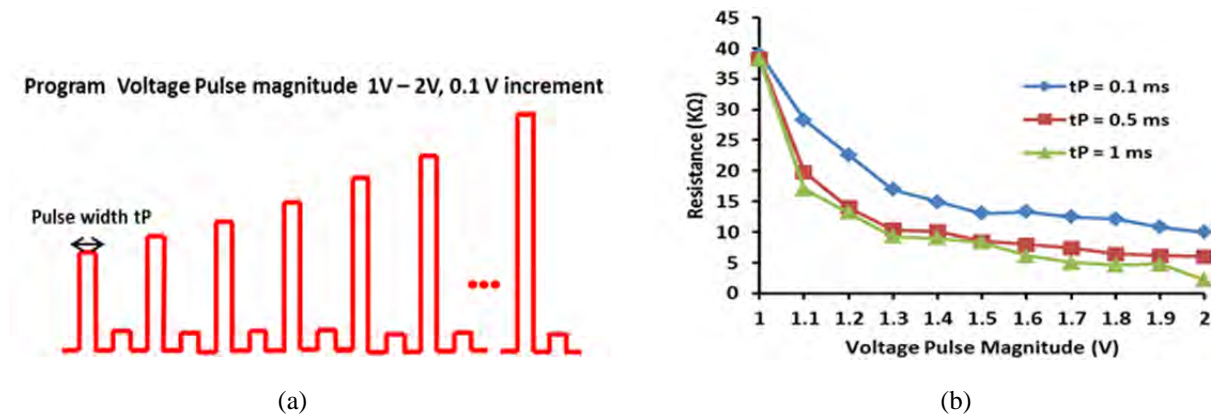 Program Voltage Pulse magnitude 1V – 2V, 0.1 V increment
Pulse width tP
(a)
45
40
35
30
25
20
15
10
5
0
Resistance (KΩ)
tP = 0.1 ms
tP = 0.5 ms
tP = 1 ms
1 1.1 1.2 1.3 1.4 1.5 1.6 1.7 1.8 1.9 2
Voltage Pulse Magnitude (V)
(b)